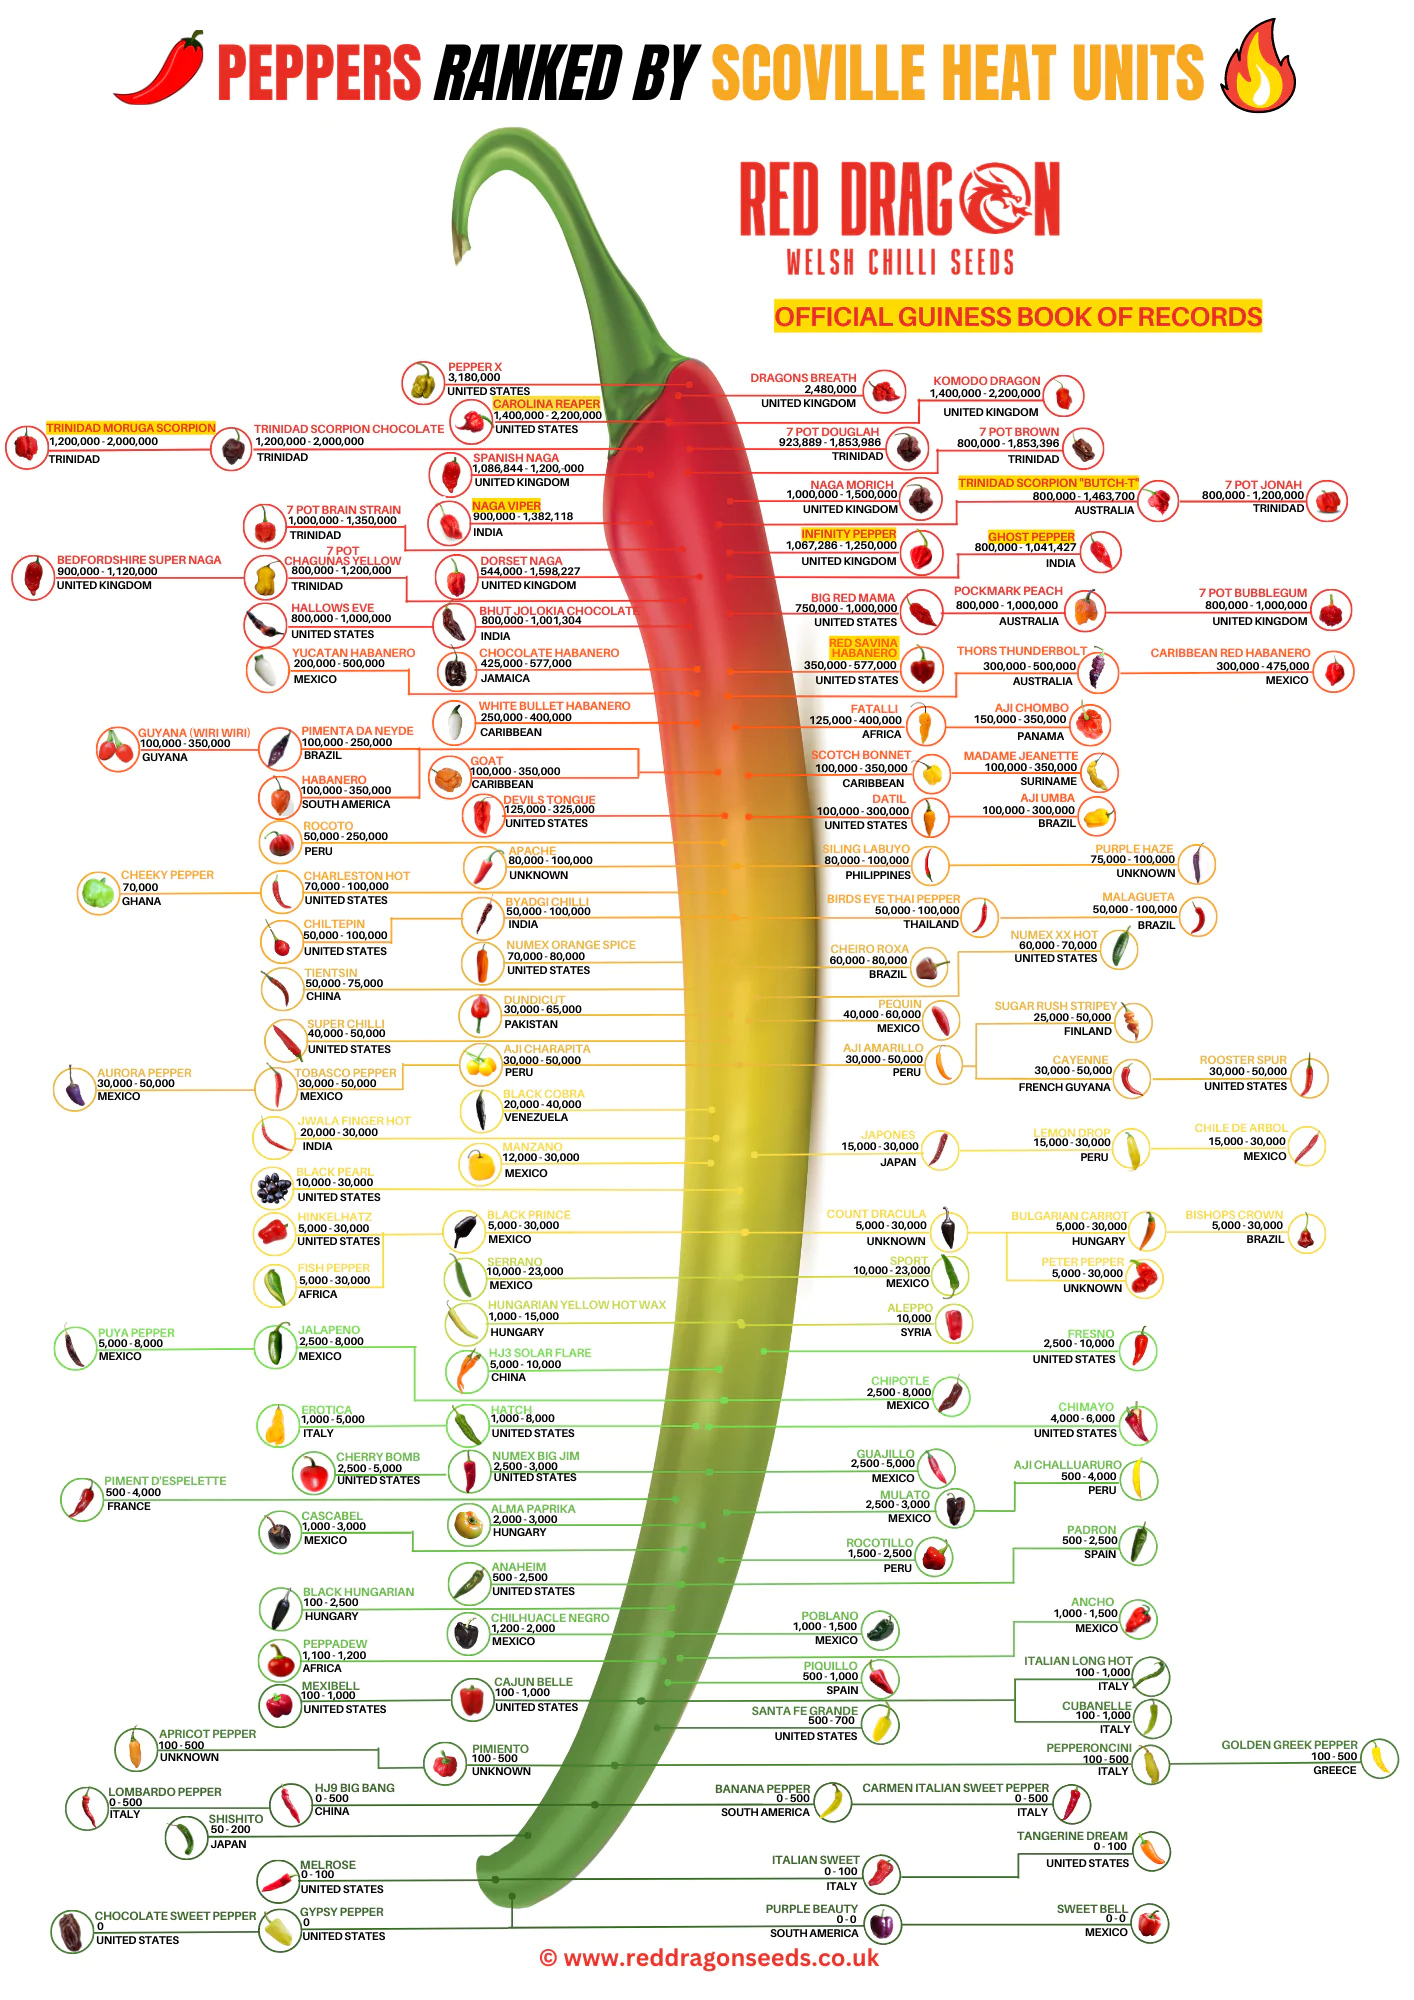 PEPPERS RANKED BY SCOVILLE HEAT UNITS
RED DRAGON
WELSH CHILLI SEEDS
OFFICIAL GUINESS BOOK OF RECORDS
PEPPER X
3,180,000
UNITED STATES
DRAGONS BREATH
2,480,000
UNITED KINGDOM
KOMODO DRAGON
1,400,000 - 2,200,000
UNITED KINGDOM
CAROLINA REAPER
1,400,000 - 2,200,000
UNITED STATES
TRINIDAD MORUGA SCORPION
1,200,000 - 2,000,000
TRINIDAD
TRINIDAD SCORPION CHOCOLATE
1,200,000 - 2,000,000
TRINIDAD
7 POT DOUGLAH
923,889 - 1,853,986
TRINIDAD
7 POT BROWN
800,000 - 1,853,396
TRINIDAD
SPANISH NAGA
1,086,844 - 1,200,-000
UNITED KINGDOM
NAGA MORICH
1,000,000 - 1,500,000
UNITED KINGDOM
TRINIDAD SCORPION "BUTCH-T"
800,000 - 1,463,700
AUSTRALIA
7 POT JONAH
800,000 - 1,200,000
TRINIDAD
7 POT BRAIN STRAIN
1,000,000 - 1,350,000
TRINIDAD
NAGA VIPER
900,000 - 1,382,118
INDIA
INFINITY PEPPER
1,067,286 - 1,250,000
UNITED KINGDOM
GHOST PEPPER
800,000 - 1,041,427
INDIA
BEDFORDSHIRE SUPER NAGA
900,000 - 1,120,000
UNITED KINGDOM
7 POT
CHAGUNAS YELLOW
800,000 - 1,200,000
TRINIDAD
DORSET NAGA
544,000 - 1,598,227
UNITED KINGDOM
BIG RED MAMA
750,000 - 1,000,000
UNITED STATES
POCKMARK PEACH
800,000 - 1,000,000
AUSTRALIA
7 POT BUBBLEGUM
800,000 - 1,000,000
UNITED KINGDOM
HALLOWS EVE
800,000 - 1,000,000
UNITED STATES
BHUT JOLOKIA CHOCOLATE
800,000 - 1,001,304
INDIA
RED SAVINA
HABANERO
350,000 - 577,000
UNITED STATES
THORS THUNDERBOLT
300,000 - 500,000
AUSTRALIA
CARIBBEAN RED HABANERO
300,000 - 475,000
MEXICO
YUCATAN HABANERO
200,000 - 500,000
MEXICO
CHOCOLATE HABANERO
425,000 - 577,000
JAMAICA
WHITE BULLET HABANERO
250,000 - 400,000
CARIBBEAN
FATALLI
125,000 - 400,000
AFRICA
AJI CHOMBO
150,000 - 350,000
PANAMA
GUYANA (WIRI WIRI)
100,000 - 350,000
GUYANA
PIMENTA DA NEYDE
100,000 - 250,000
BRAZIL
GOAT
100,000 - 350,000
CARIBBEAN
SCOTCH BONNET
100,000 - 350,000
CARIBBEAN
MADAME JEANETTE
100,000 - 350,000
SURINAME
HABANERO
100,000 - 350,000
SOUTH AMERICA
DEVILS TONGUE
125,000 - 325,000
UNITED STATES
DATIL
100,000 - 300,000
UNITED STATES
AJI UMBA
100,000 - 300,000
BRAZIL
ROCOTO
50,000 - 250,000
PERU
APACHE
80,000 - 100,000
UNKNOWN
SILING LABUYO
80,000 - 100,000
PHILIPPINES
PURPLE HAZE
75,000 - 100,000
UNKNOWN
CHEEKY PEPPER
70,000
GHANA
CHARLESTON HOT
70,000 - 100,000
UNITED STATES
BYADGI CHILLI
50,000 - 100,000
INDIA
BIRDS EYE THAI PEPPER
50,000 - 100,000
THAILAND
MALAGUETA
50,000 - 100,000
BRAZIL
CHILTEPIN
50,000 - 100,000
UNITED STATES
NUMEX ORANGE SPICE
70,000 - 80,000
UNITED STATES
CHEIRO ROXA
60,000 - 80,000
BRAZIL
NUMEX XX HOT
60,000 - 70,000
UNITED STATES
TIENTSIN
50,000 - 75,000
CHINA
DUNDICUT
30,000 - 65,000
PAKISTAN
PEQUIN
40,000 - 60,000
MEXICO
SUGAR RUSH STRIPEY
25,000 - 50,000
FINLAND
SUPER CHILLI
40,000 - 50,000
UNITED STATES
AJI CHARAPITA
30,000 - 50,000
PERU
AJI AMARILLO
30,000 - 50,000
PERU
CAYENNE
30,000 - 50,000
FRENCH GUYANA
ROOSTER SPUR
30,000 - 50,000
UNITED STATES
AURORA PEPPER
30,000 - 50,000
MEXICO
TOBASCO PEPPER
30,000 - 50,000
MEXICO
BLACK COBRA
20,000 - 40,000
VENEZUELA
JWALA FINGER HOT
20,000 - 30,000
INDIA
MANZANO
12,000 - 30,000
MEXICO
JAPONES
15,000 - 30,000
JAPAN
LEMON DROP
15,000 - 30,000
PERU
CHILE DE ARBOL
15,000 - 30,000
MEXICO
BLACK PEARL
10,000 - 30,000
UNITED STATES
HINKELHATZ
5,000 - 30,000
UNITED STATES
BLACK PRINCE
5,000 - 30,000
MEXICO
COUNT DRACULA
5,000 - 30,000
UNKNOWN
BULGARIAN CARROT
5,000 - 30,000
HUNGARY
BISHOPS CROWN
5,000 - 30,000
BRAZIL
FISH PEPPER
5,000 - 30,000
AFRICA
SERRANO
10,000 - 23,000
MEXICO
SPORT
10,000 - 23,000
MEXICO
PETER PEPPER
5,000 - 30,000
UNKNOWN
HUNGARIAN YELLOW HOT WAX
1,000 - 15,000
HUNGARY
ALEPPO
10,000
SYRIA
PUYA PEPPER
5,000 - 8,000
MEXICO
JALAPENO
2,500 - 8,000
MEXICO
HJ3 SOLAR FLARE
5,000 - 10,000
CHINA
FRESNO
2,500 - 10,000
UNITED STATES
CHIPOTLE
2,500 - 8,000
MEXICO
EROTICA
1,000 - 5,000
ITALY
HATCH
1,000 - 8,000
UNITED STATES
CHIMAYO
4,000 - 6,000
UNITED STATES
CHERRY BOMB
2,500 - 5,000
UNITED STATES
NUMEX BIG JIM
2,500 - 3,000
UNITED STATES
GUAJILLO
2,500 - 5,000
MEXICO
AJI CHALLUARURO
500 - 4,000
PERU
PIMENT D'ESPELETTE
500 - 4,000
FRANCE
MULATO
2,500 - 3,000
MEXICO
CASCABEL
1,000 - 3,000
MEXICO
ALMA PAPRIKA
2,000 - 3,000
HUNGARY
ROCOTILLO
1,500 - 2,500
PERU
PADRON
500 - 2,500
SPAIN
ANAHEIM
500 - 2,500
UNITED STATES
BLACK HUNGARIAN
100 - 2,500
HUNGARY
CHILHUACLE NEGRO
1,200 - 2,000
MEXICO
POBLANO
1,000 - 1,500
MEXICO
ANCHO
1,000 - 1,500
MEXICO
PEPPADEW
1,100 - 1,200
AFRICA
PIQUILLO
500 - 1,000
SPAIN
ITALIAN LONG HOT
100 - 1,000
ITALY
MEXIBELL
100 - 1,000
UNITED STATES
CAJUN BELLE
100 - 1,000
UNITED STATES
SANTA FE GRANDE
500 - 700
UNITED STATES
CUBANELLE
100 - 1,000
ITALY
APRICOT PEPPER
100 - 500
UNKNOWN
PIMIENTO
100 - 500
UNKNOWN
PEPPERONCINI
100 - 500
ITALY
GOLDEN GREEK PEPPER
100 - 500
GREECE
LOMBARDO PEPPER
0 - 500
ITALY
HJ9 BIG BANG
0 - 500
CHINA
BANANA PEPPER
0 - 500
SOUTH AMERICA
CARMEN ITALIAN SWEET PEPPER
0 - 500
ITALY
SHISHITO
50 - 200
JAPAN
TANGERINE DREAM
0 - 100
UNITED STATES
MELROSE
0 - 100
UNITED STATES
ITALIAN SWEET
0 - 100
ITALY
CHOCOLATE SWEET PEPPER
0
UNITED STATES
GYPSY PEPPER
0
UNITED STATES
PURPLE BEAUTY
0 - 0
SOUTH AMERICA
SWEET BELL
0 - 0
MEXICO
© www.reddragonseeds.co.uk